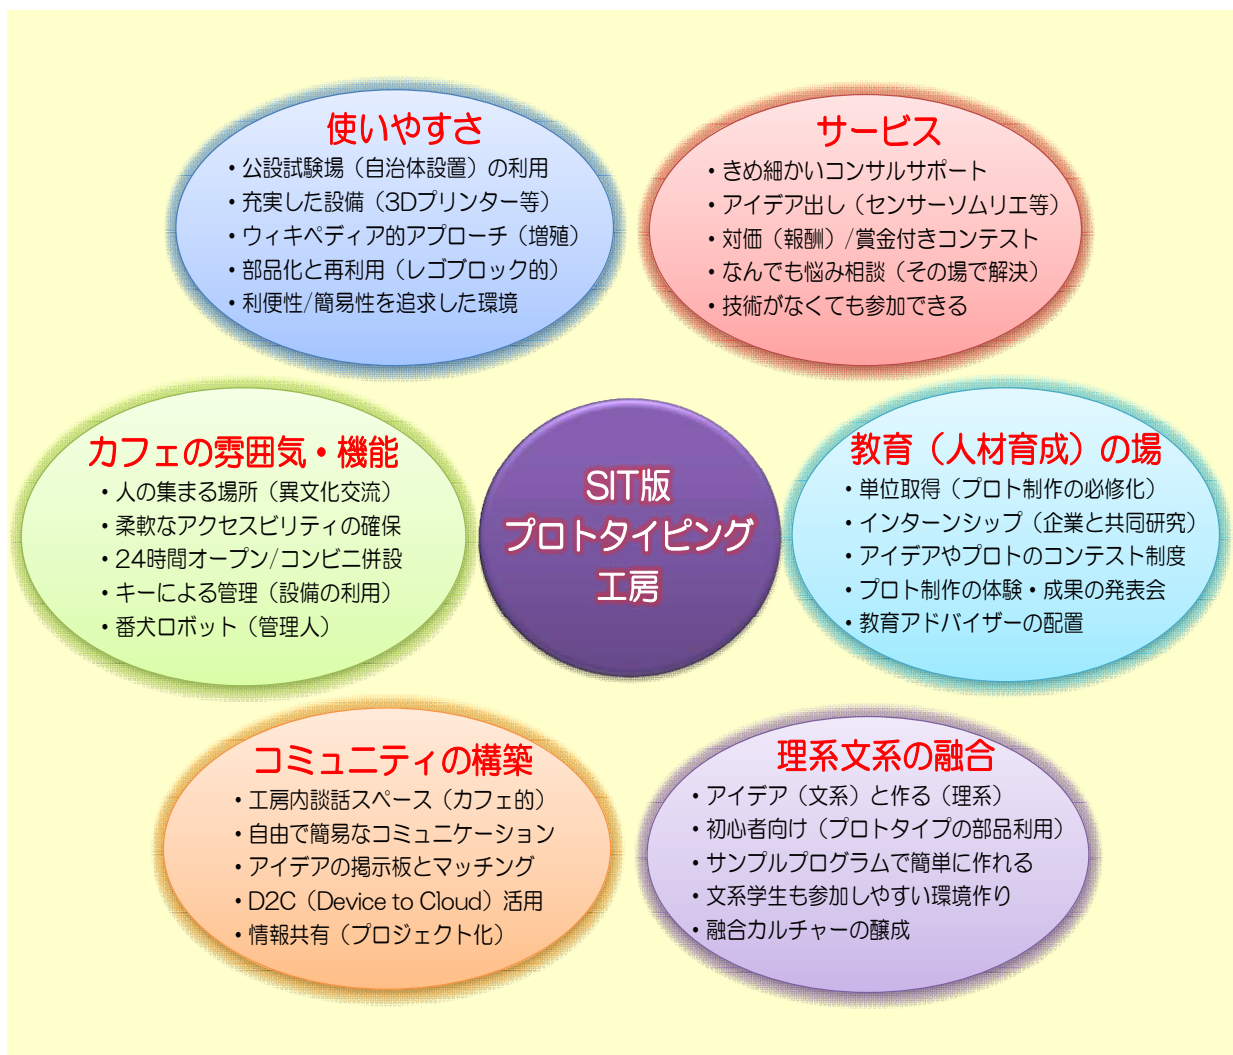 使いやすさ
・公設試験場（自治体設置）の利用
・充実した設備（3Dプリンター等）
・ウィキペディア的アプローチ（増殖）
・部品化と再利用（レゴブロック的）
・利便性/簡易性を追求した環境
サービス
・きめ細かいコンサルサポート
・アイデア出し（センサーソムリエ等）
・対価（報酬）/賞金付きコンテスト
・なんでも悩み相談（その場で解決）
・技術がなくても参加できる
カフェの雰囲気・機能
・人の集まる場所（異文化交流）
・柔軟なアクセスビリティの確保
・24時間オープン/コンビニ併設
・キーによる管理（設備の利用）
・番犬ロボット（管理人）
SIT版
プロトタイピング
工房
教育（人材育成）の場
・単位取得（プロト制作の必修化）
・インターンシップ（企業と共同研究）
・アイデアやプロトのコンテスト制度
・プロト制作の体験・成果の発表会
・教育アドバイザーの配置
コミュニティの構築
・工房内談話スペース（カフェ的）
・自由で簡易なコミュニケーション
・アイデアの掲示板とマッチング
・D2C（Device to Cloud）活用
・情報共有（プロジェクト化）
理系文系の融合
・アイデア（文系）と作る（理系）
・初心者向け（プロトタイプの部品利用）
・サンプルプログラムで簡単に作れる
・文系学生も参加しやすい環境作り
・融合カルチャーの醸成